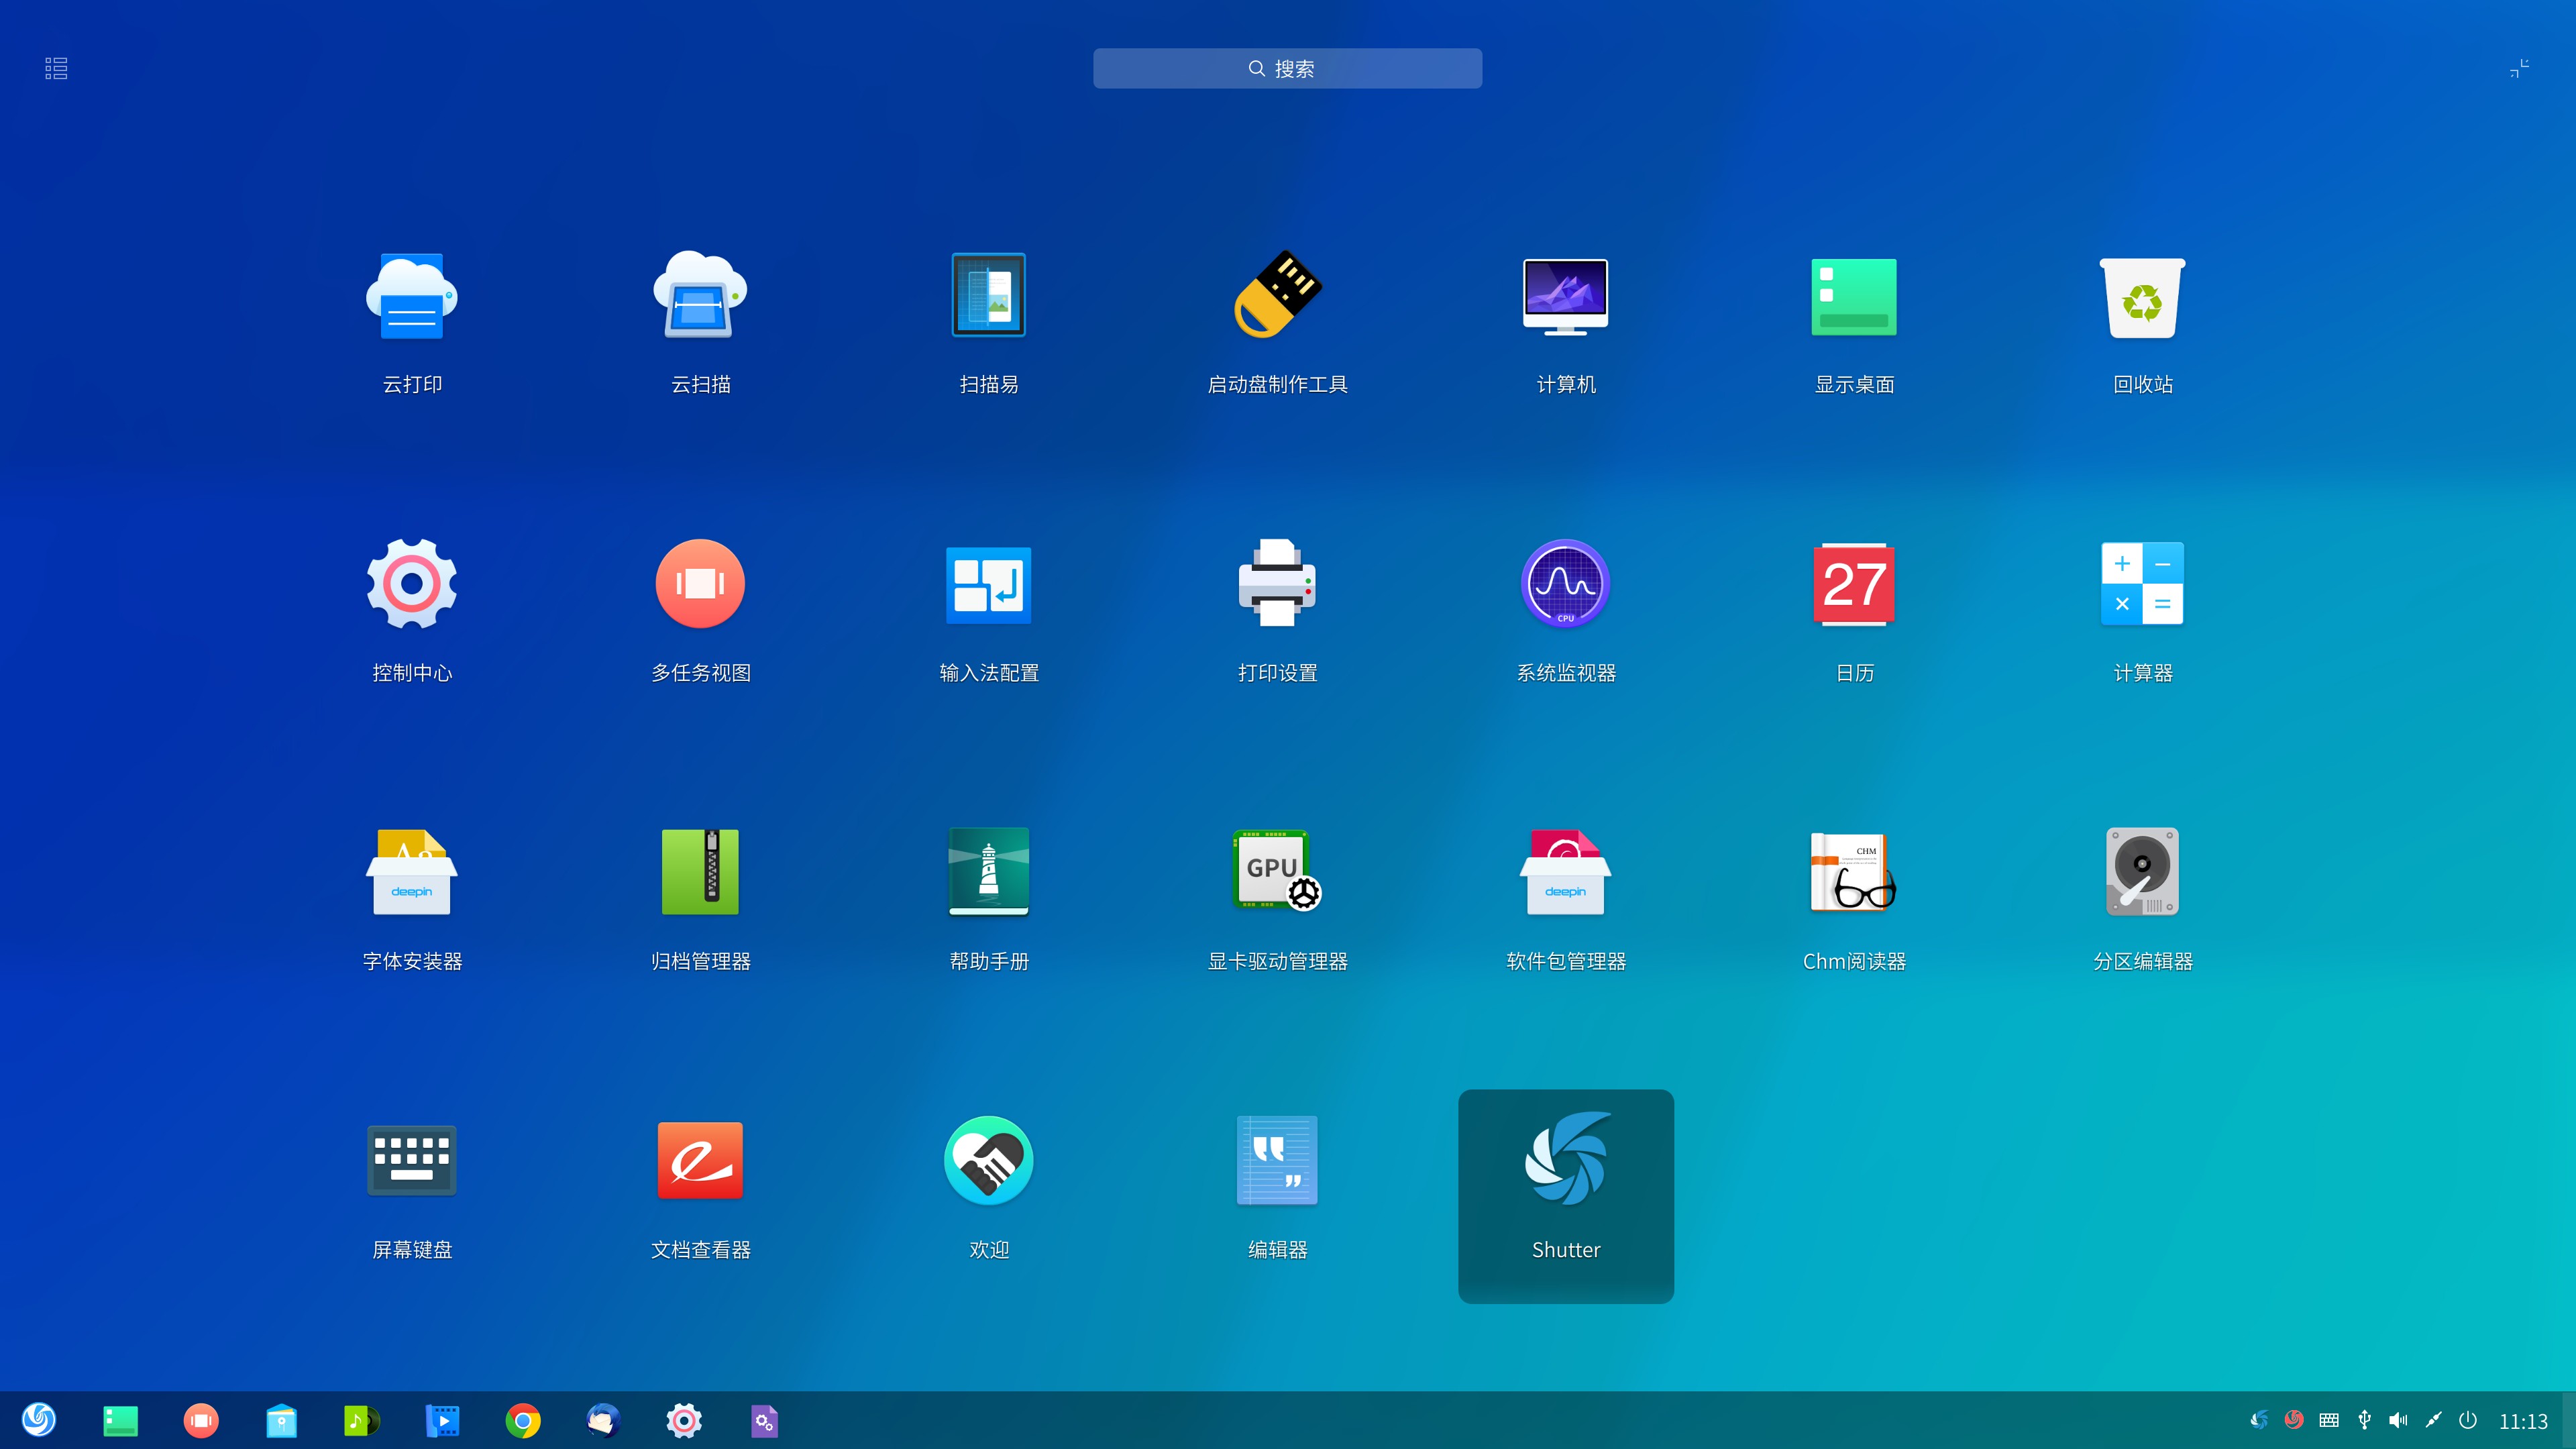 搜索
云打印
云扫描
扫描易
启动盘制作工具
计算机
显示桌面
回收站
CPU
27
控制中心
多任务视图
输入法配置
打印设置
系统监视器
日历
计算器
deepin
GPU
deepin
CHM
字体安装器
归档管理器
帮助手册
显卡驱动管理器
软件包管理器
Chm阅读器
分区编辑器
屏幕键盘
文档查看器
欢迎
编辑器
Shutter
11:13